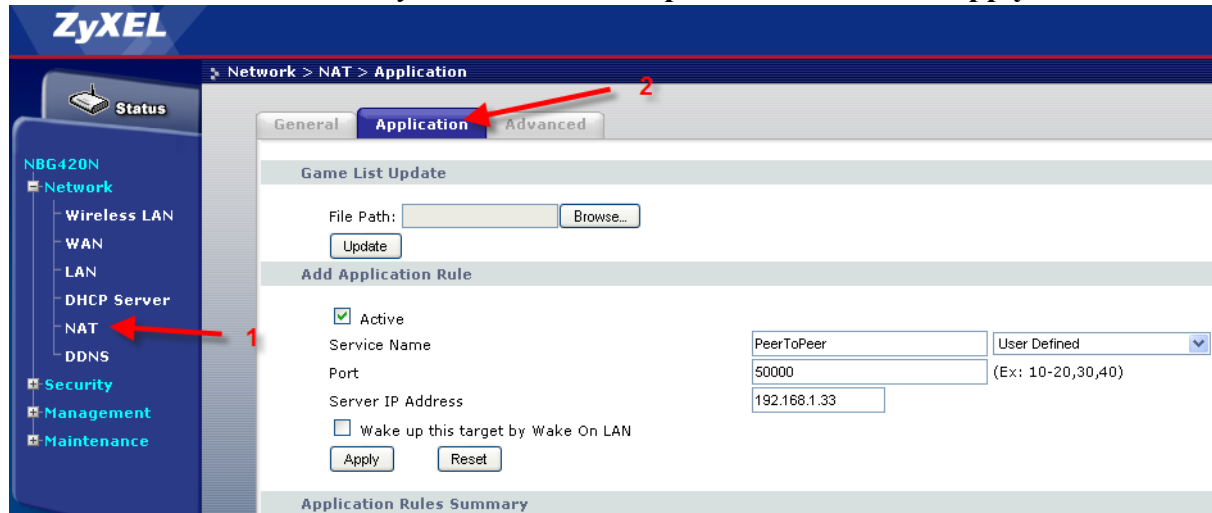 ZyXEL
Network > NAT > Application
2
Status
General Application Advanced
NBG420N
Network
Wireless LAN
WAN
LAN
DHCP Server
NAT
1
DDNS
Security
Management
Maintenance
Game List Update
File Path: Browse...
Update
Add Application Rule
Active
Service Name PeerToPeer User Defined
Port 50000 (Ex: 10-20,30,40)
Server IP Address 192.168.1.33
Wake up this target by Wake On LAN
Apply Reset
Application Rules Summary